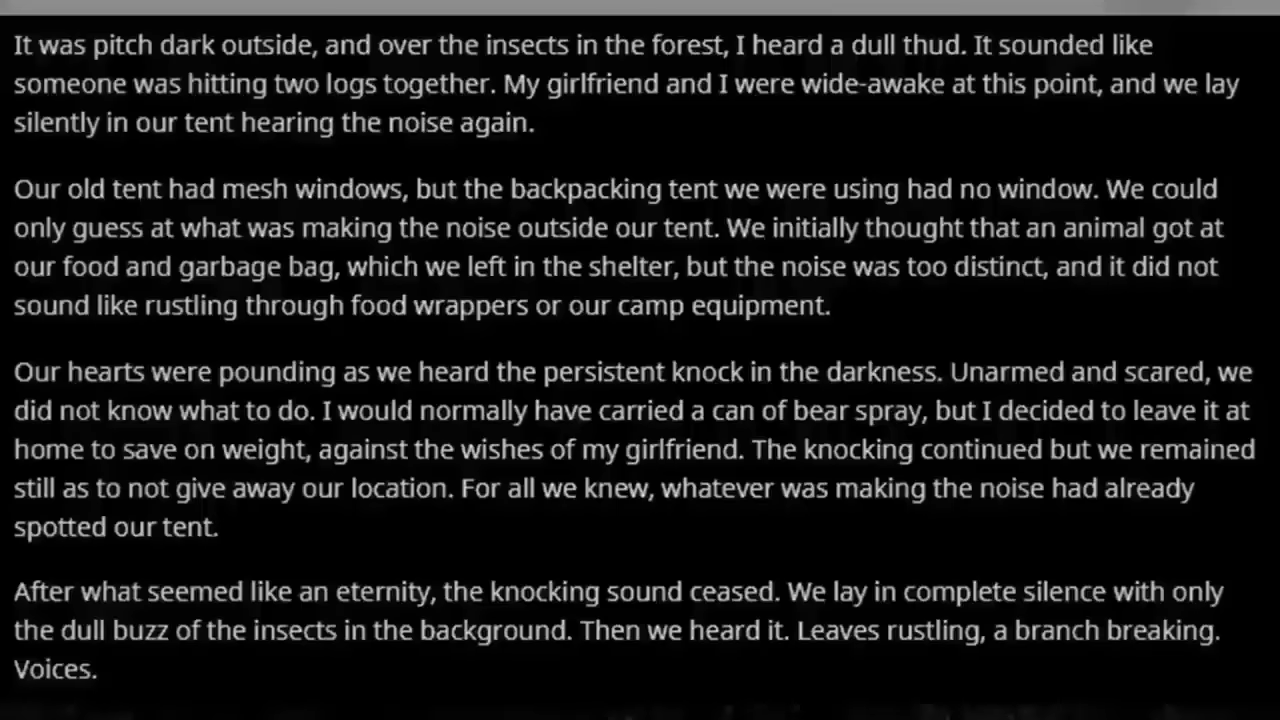 It was pitch dark outside, and over the insects in the forest, I heard a dull thud. It sounded like
someone was hitting two logs together. My girlfriend and I were wide-awake at this point, and we lay
silently in our tent hearing the noise again.
Our old tent had mesh windows, but the backpacking tent we were using had no window. We could
only guess at what was making the noise outside our tent. We initially thought that an animal got at
our food and garbage bag, which we left in the shelter, but the noise was too distinct, and it did not
sound like rustling through food wrappers or our camp equipment.
Our hearts were pounding as we heard the persistent knock in the darkness. Unarmed and scared, we
did not know what to do. I would normally have carried a can of bear spray, but I decided to leave it at
home to save on weight, against the wishes of my girlfriend. The knocking continued but we remained
still as to not give away our location. For all we knew, whatever was making the noise had already
spotted our tent.
After what seemed like an eternity, the knocking sound ceased. We lay in complete silence with only
the dull buzz of the insects in the background. Then we heard it. Leaves rustling, a branch breaking.
Voices.